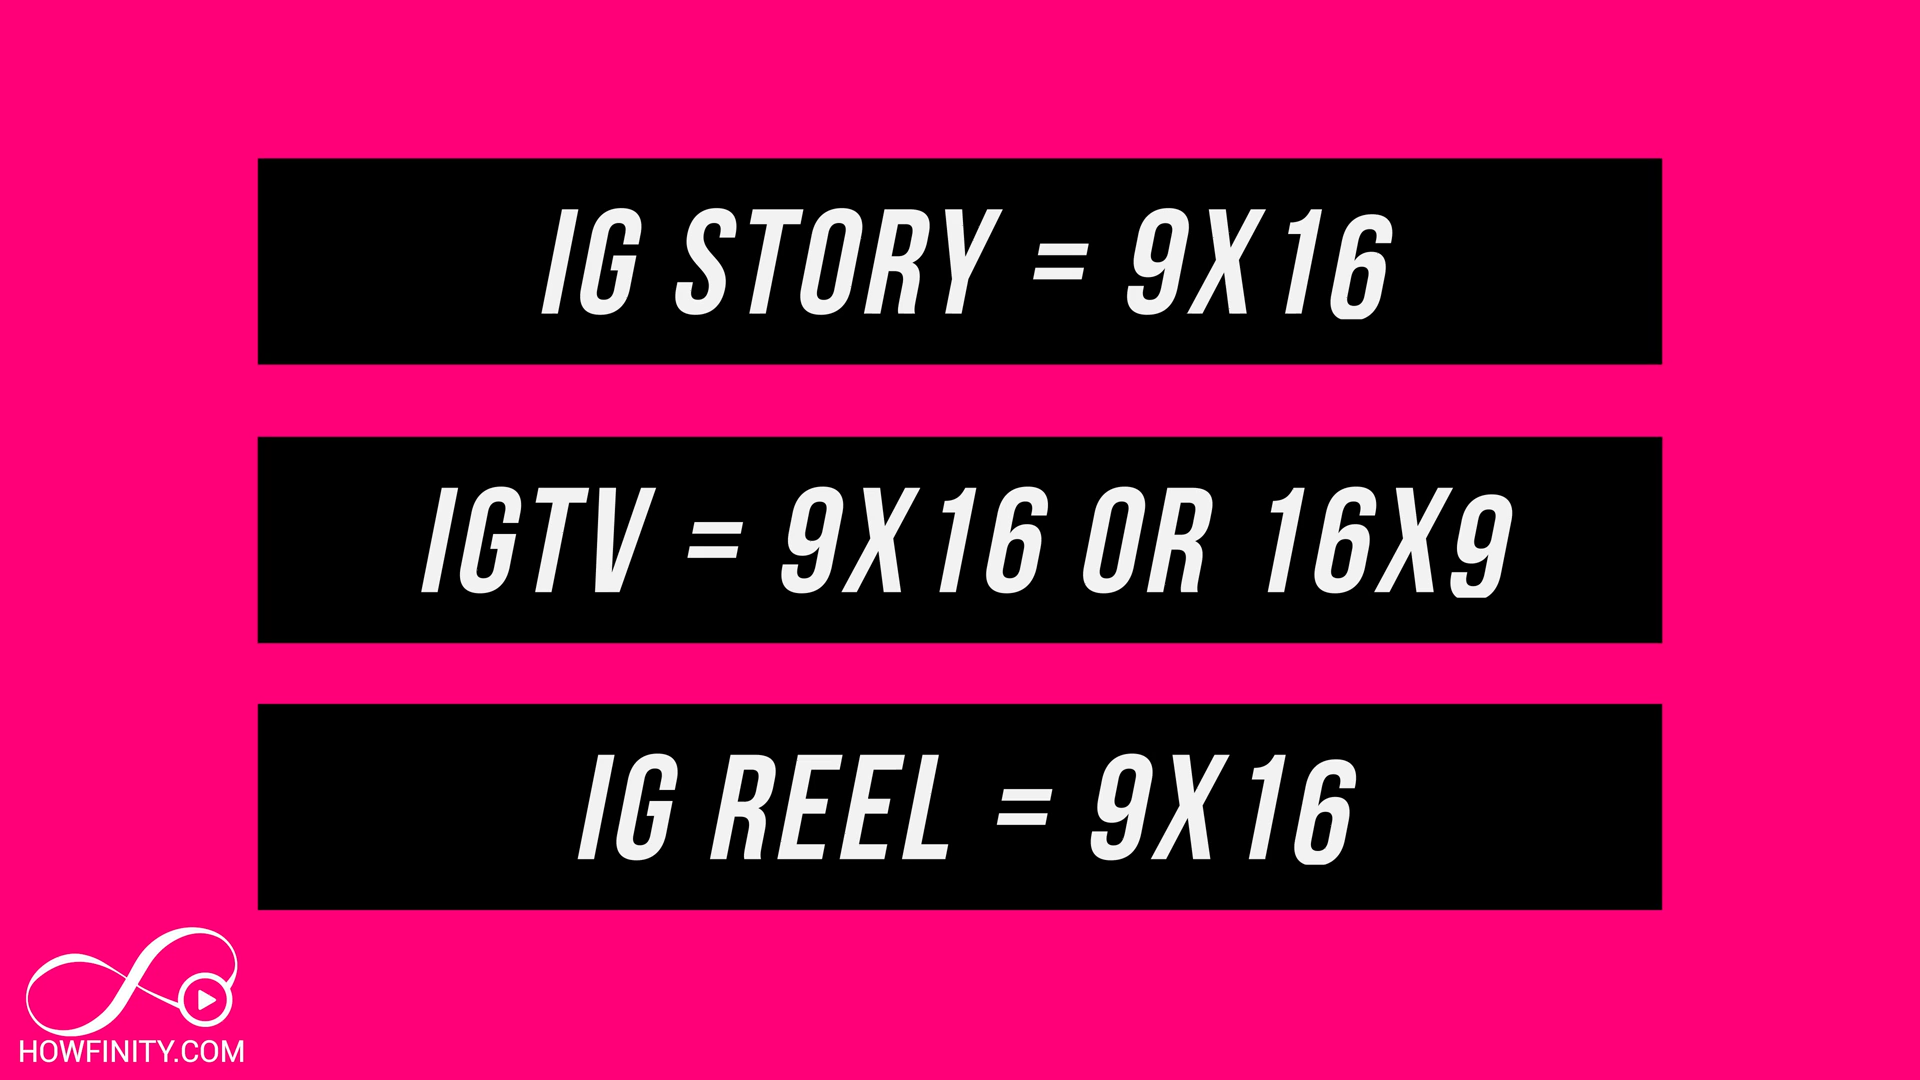 IG STORY = 9X16
IGTV = 9X16 OR 16X9
IG REEL = 9X16
HOWFINITY.COM